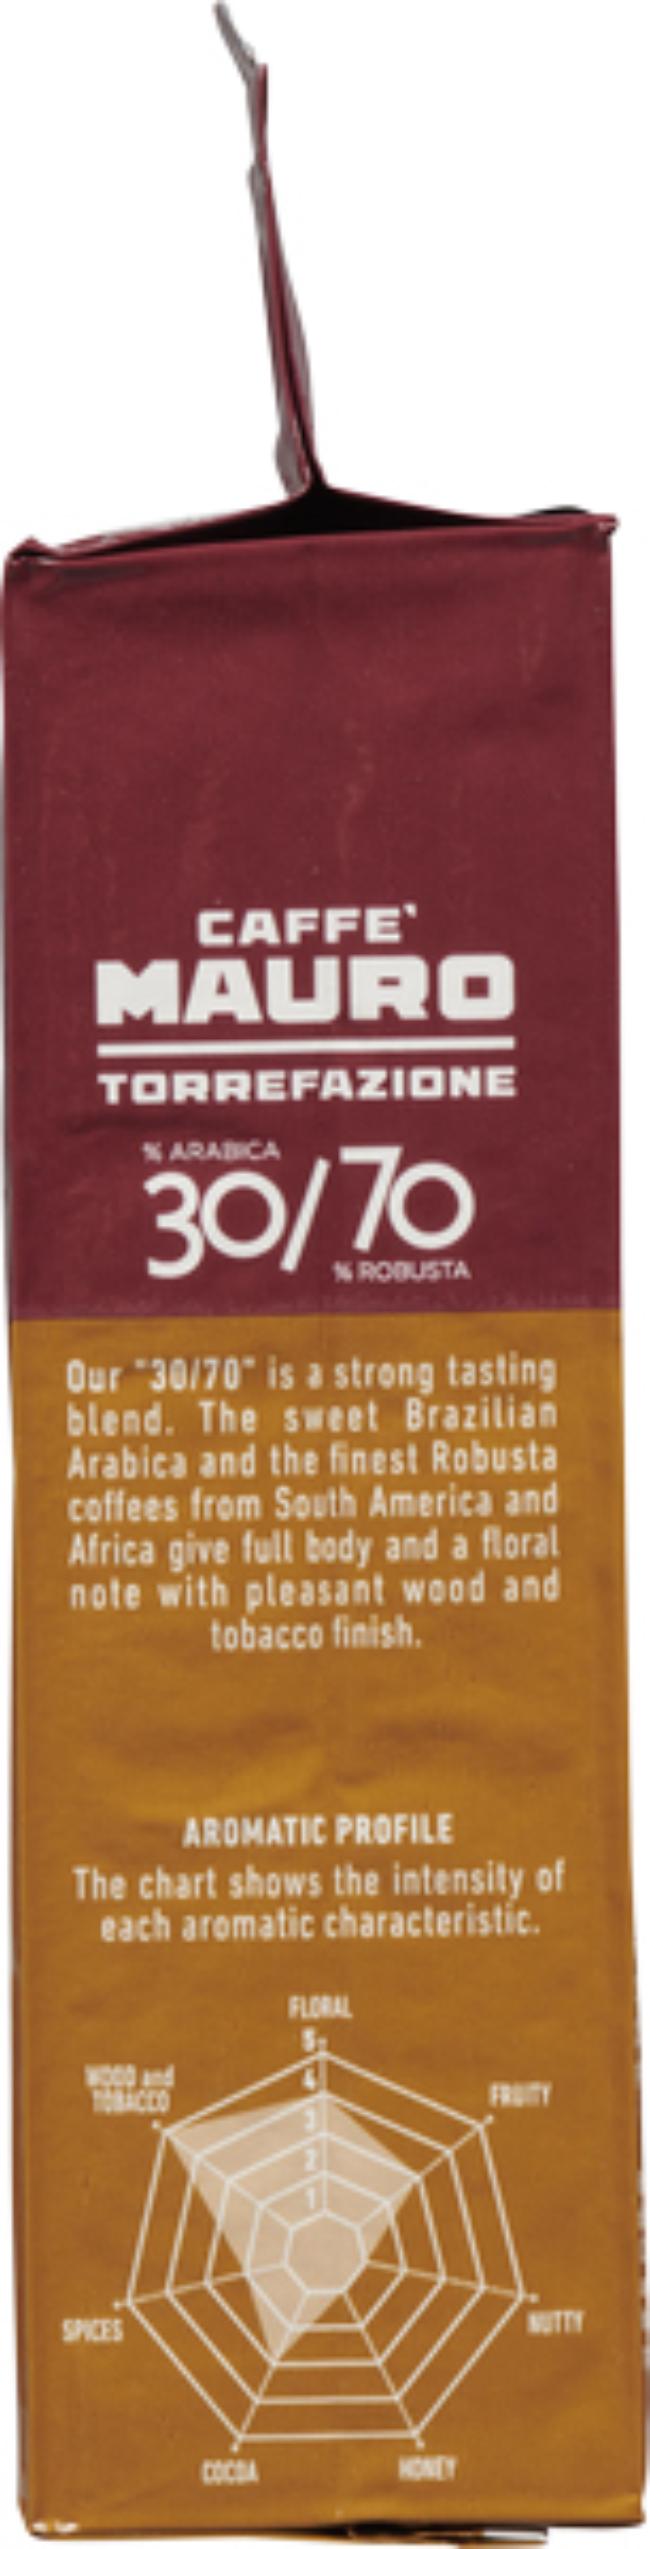 CAFFE`
MAURO
TORREFAZIONE
% ARABICA
30/70
% ROBUSTA
Our "30/70" is a strong tasting
blend. The sweet Brazilian
Arabica and the finest Robusta
coffees from South America and
Africa give full body and a floral
note with pleasant wood and
tobacco finish.
AROMATIC PROFILE
The chart shows the intensity of
each aromatic characteristic.
FLORAL
5
4
3
2
1
WOOD and
TOBACCO
FRUITY
SPICES
NUTTY
COCOA
HONEY